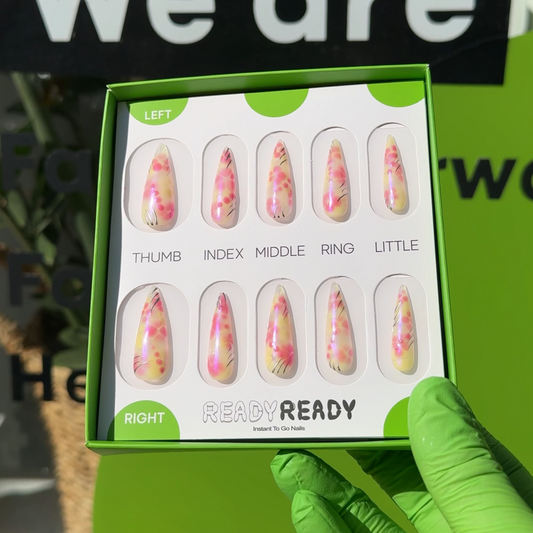 We are
LEFT
THUMB INDEX MIDDLE RING LITTLE
RIGHT
READYREADY
Instant To Go Nails